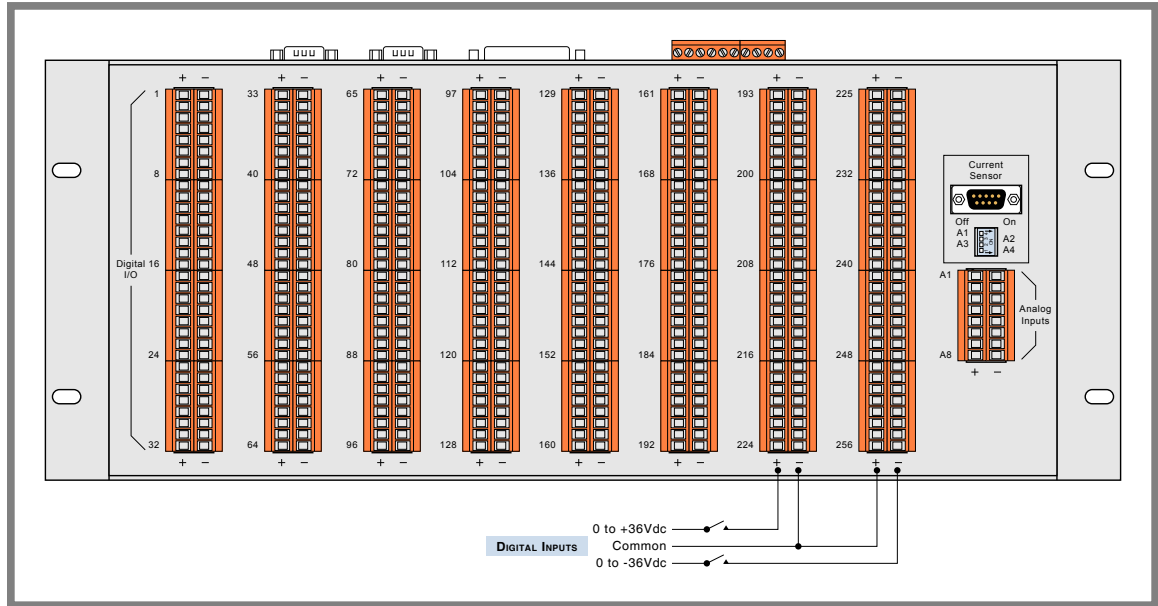 + − + − + − + − + − + − + − + −
1 33 65 97 129 161 193 225
Current
Sensor
8 40 72 104 136 168 200 232
Off On
A1 A2
A3 A4
Digital 16 48 80 112 144 176 208 240
I/O
A1
Analog
Inputs
24 56 88 120 152 184 216 248
A8
+ −
32 64 96 128 160 192 224 256
+ − + − + − + − + − + − + − + −
0 to +36Vdc
DIGITAL INPUTS Common
0 to -36Vdc